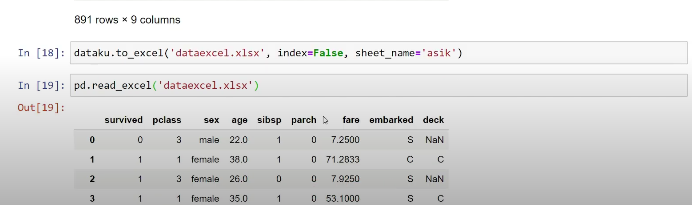 891 rows × 9 columns
In [18]: dataku.to_excel('dataexcel.xlsx', index=False, sheet_name='asik')
In [19]: pd.read_excel('dataexcel.xlsx')
Out[19]:
survived pclass sex age sibsp parch fare embarked deck
0 0 3 male 22.0 1 0 7.2500 S NaN
1 1 1 female 38.0 1 0 71.2833 C C
2 1 3 female 26.0 0 0 7.9250 S NaN
3 1 1 female 35.0 1 0 53.1000 S C